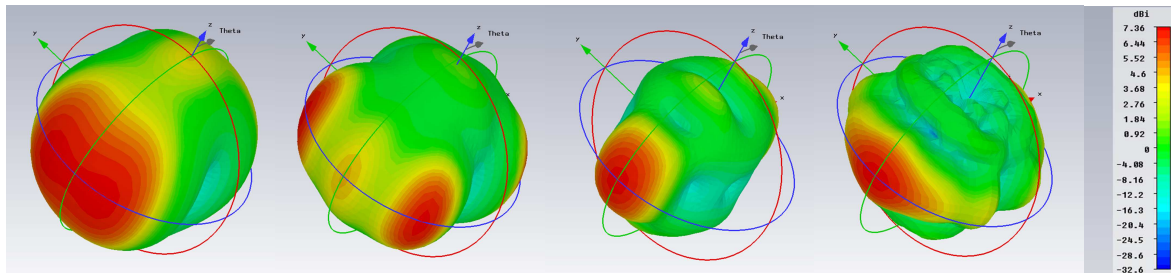 y
z
Theta
y
z
Theta
x
y
z
Theta
x
y
z
Theta
x
dBi
7.36
6.44
5.52
4.6
3.68
2.76
1.84
0.92
0
-4.08
-8.16
-12.2
-16.3
-20.4
-24.5
-28.6
-32.6